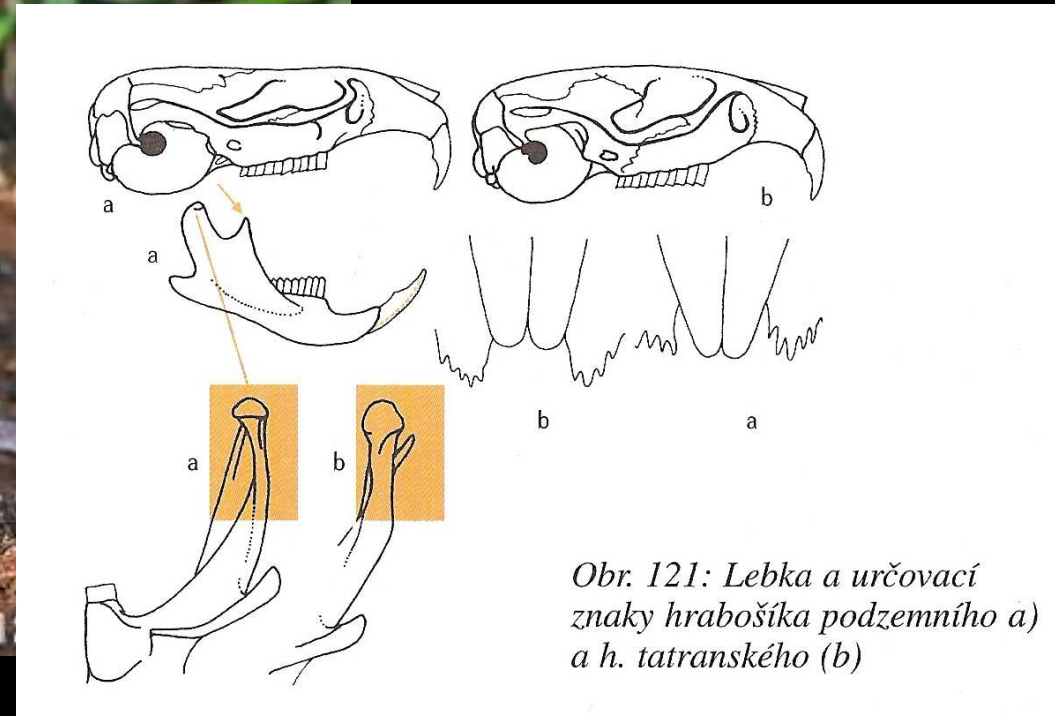 a
b
a
b
a
a
b
Obr. 121: Lebka a určovací
znaky hrabošíka podzemního a)
a h. tatranského (b)